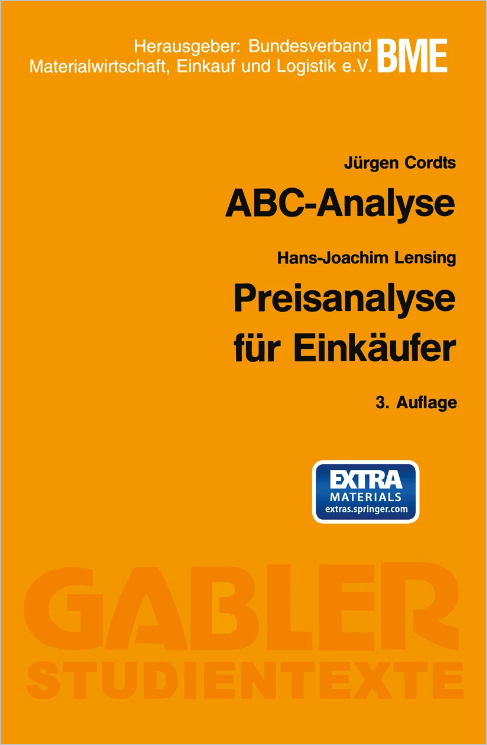 Herausgeber: Bundesverband
Materialwirtschaft, Einkauf und Logistik e.V. BME
Jürgen Cordts
ABC-Analyse
Hans-Joachim Lensing
Preisanalyse
für Einkäufer
3. Auflage
EXTRA
MATERIALS
extras.springer.com
GABLER
STUDIENTEXTE